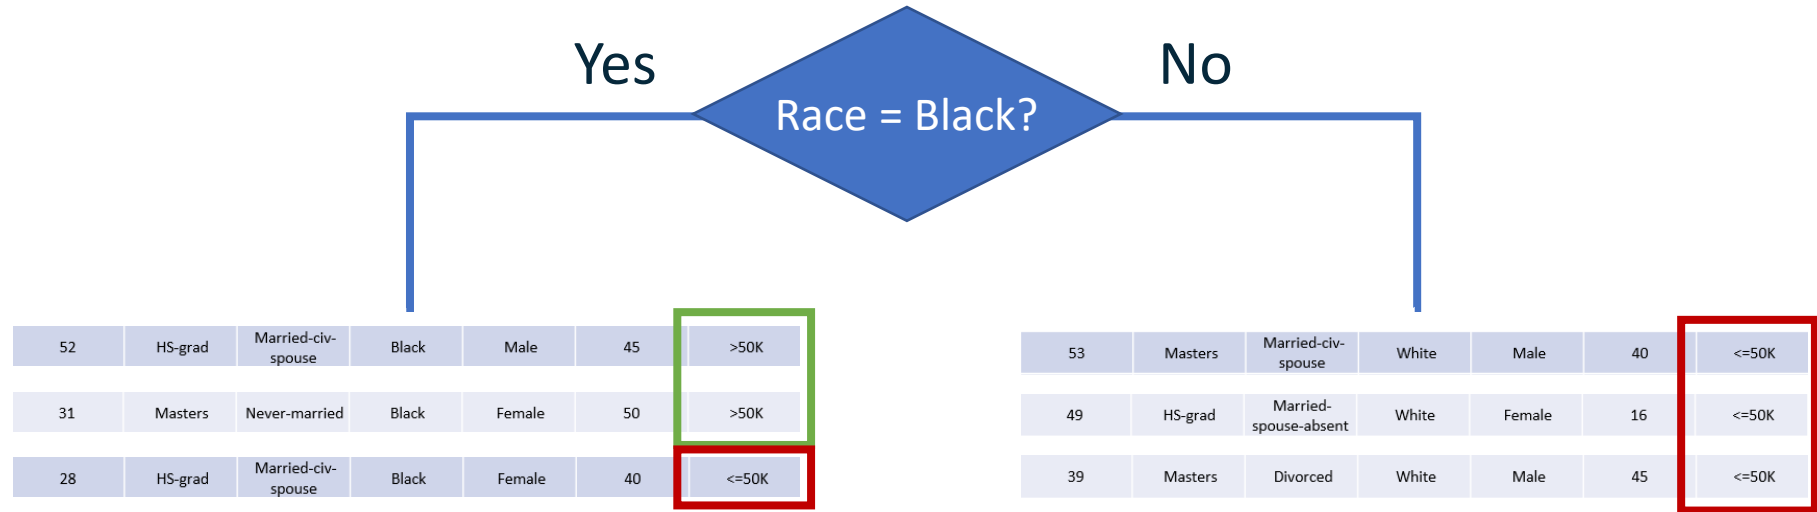 Yes
No
Race = Black?
52 HS-grad Married-civ-
spouse Black Male 45 >50K
31 Masters Never-married Black Female 50 >50K
28 HS-grad Married-civ-
spouse Black Female 40 <=50K
53 Masters Married-civ-
spouse White Male 40 <=50K
49 HS-grad Married-
spouse-absent White Female 16 <=50K
39 Masters Divorced White Male 45 <=50K